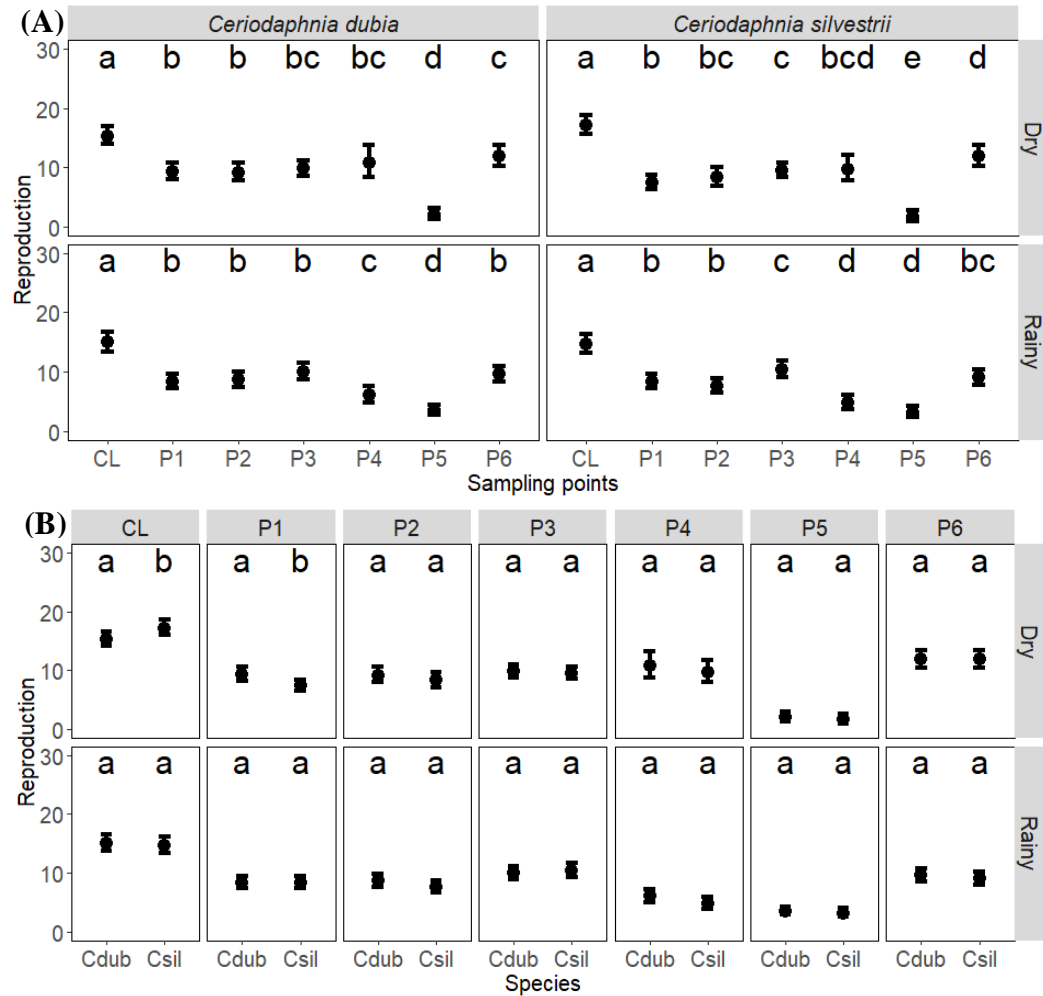 (A)
Ceriodaphnia dubia Ceriodaphnia silvestrii
30 a b b bc bc d c a b bc c bcd e d
20
10
0
Dry
30 a b b b c d b a b b c d d bc
20
10
0
Rainy
Reproduction
CL P1 P2 P3 P4 P5 P6 CL P1 P2 P3 P4 P5 P6
Sampling points
(B)
CL P1 P2 P3 P4 P5 P6
30 a b a b a a a a a a a a a a
20
10
0
Dry
30 a a a a a a a a a a a a a a
20
10
0
Rainy
Reproduction
Cdub Csil Cdub Csil Cdub Csil Cdub Csil Cdub Csil Cdub Csil Cdub Csil
Species